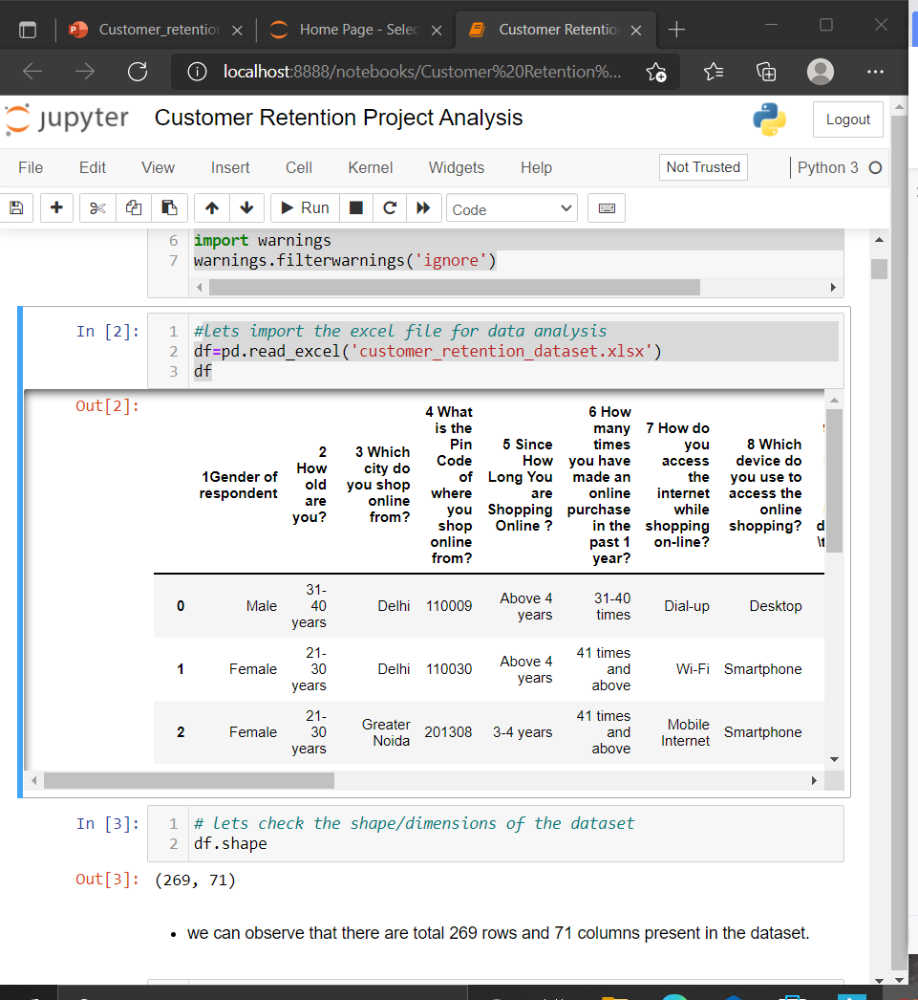 Customer_retention
Home Page - Selec
Customer Retentio
localhost:8888/notebooks/Customer%20Retention%...
jupyter
Customer Retention Project Analysis
Logout
File Edit View Insert Cell Kernel Widgets Help
Not Trusted
Python 3
Run
Code
6 import warnings
7 warnings.filterwarnings('ignore')
In [2]:
1 #lets import the excel file for data analysis
2 df=pd.read_excel('customer_retention_dataset.xlsx')
3 df
Out[2]:
1Gender of respondent
2 How old are you?
3 Which city do you shop online from?
4 What is the Pin Code of where you shop online from?
5 Since How Long You are Shopping Online ?
6 How many times you have made an online purchase in the past 1 year?
7 How do you access the internet while shopping on-line?
8 Which device do you use to access the online shopping?
0 Male 31-40 years Delhi 110009 Above 4 years 31-40 times Dial-up Desktop
1 Female 21-30 years Delhi 110030 Above 4 years 41 times and above Wi-Fi Smartphone
2 Female 21-30 years Greater Noida 201308 3-4 years 41 times and above Mobile Internet Smartphone
In [3]:
1 # lets check the shape/dimensions of the dataset
2 df.shape
Out[3]: (269, 71)
• we can observe that there are total 269 rows and 71 columns present in the dataset.